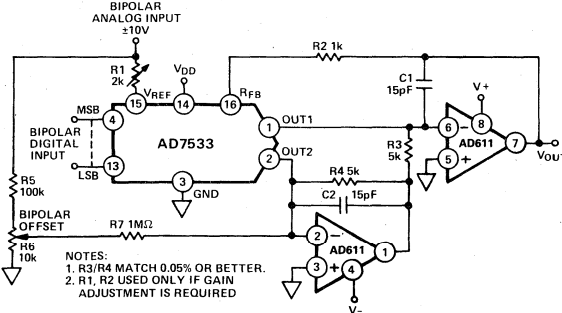 BIPOLAR
ANALOG INPUT
±10V
R1
2k
VDD
VREF
RFB
R2 1k
C1
15pF
V+
MSB
4
15
14
16
BIPOLAR
DIGITAL
INPUT
AD7533
1
OUT1
2
OUT2
R3
5k
6
−
8
7
AD611
5
+
VOUT
13
LSB
3
GND
R4 5k
C2
15pF
R5
100k
BIPOLAR
OFFSET
R6
10k
R7 1MΩ
2
−
AD611
1
3
+
4
V−
NOTES:
1. R3/R4 MATCH 0.05% OR BETTER.
2. R1, R2 USED ONLY IF GAIN
ADJUSTMENT IS REQUIRED